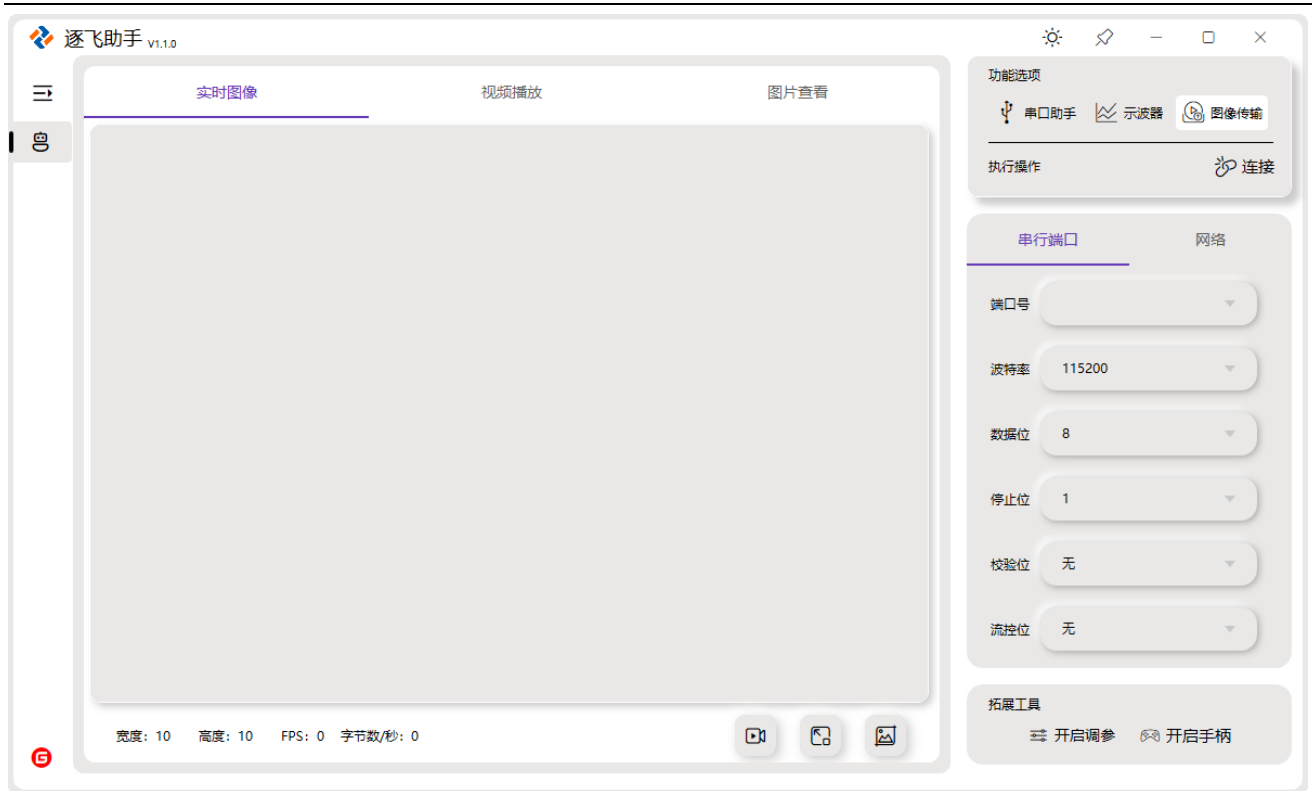 逐飞助手 V1.1.0
实时图像 视频播放 图片查看
宽度：10 高度：10 FPS：0 字节数/秒：0
功能选项
串口助手 示波器 图像传输
执行操作 连接
串行端口 网络
端口号
波特率 115200
数据位 8
停止位 1
校验位 无
流控位 无
拓展工具
开启调参 开启手柄
G